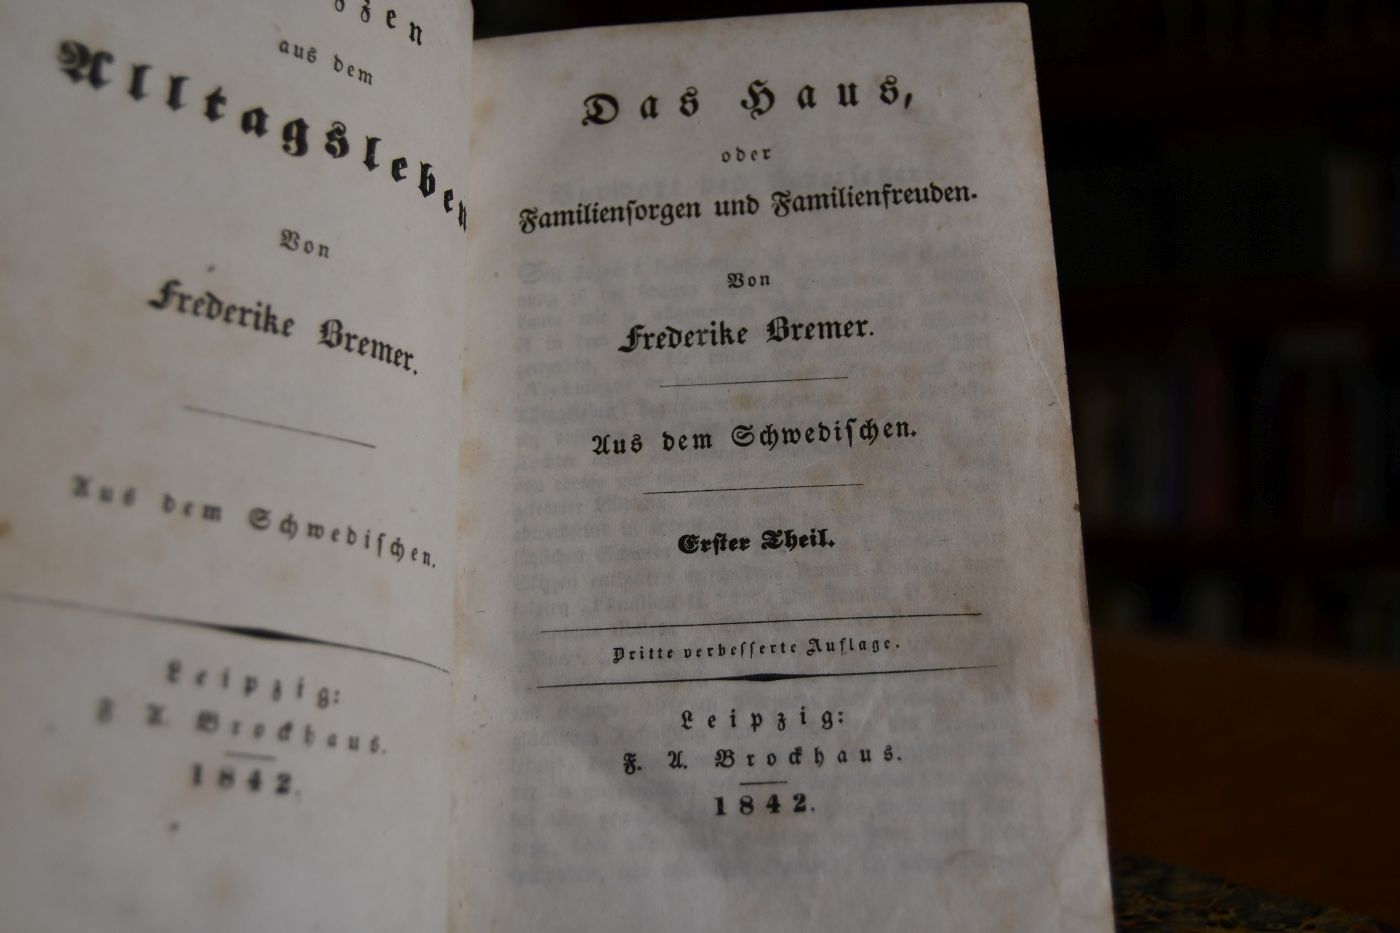 zzen
aus dem
Alltagsleben
Von
Frederike Bremer.
Aus dem Schwedischen.
Leipzig:
F. A. Brockhaus.
1842.
Das Haus,
oder
Familienſorgen und Familienfreuden.
Von
Frederike Bremer.
Aus dem Schwediſchen.
Erſter Theil.
Dritte verbeſſerte Auflage.
Leipzig:
F. A. Brockhaus.
1842.